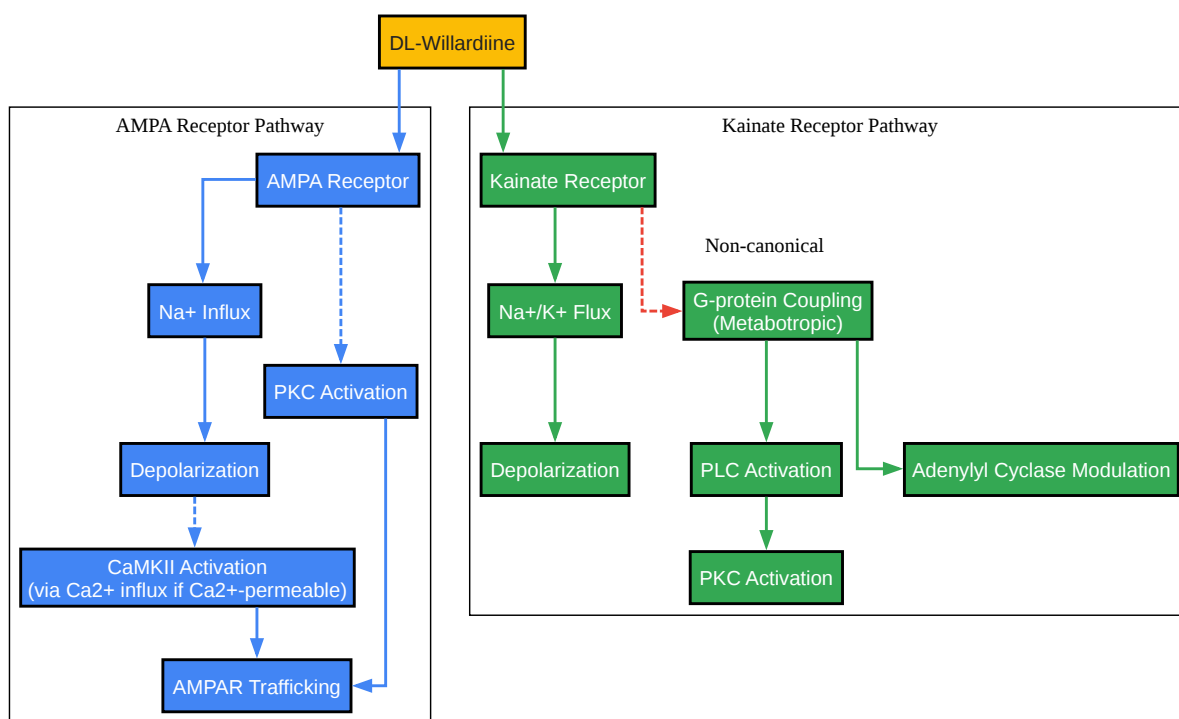 DL-Willardiine
AMPA Receptor Pathway
AMPA Receptor
Na+ Influx
PKC Activation
Depolarization
CaMKII Activation
(via Ca2+ influx if Ca2+-permeable)
AMPAR Trafficking
Kainate Receptor Pathway
Kainate Receptor
Non-canonical
Na+/K+ Flux
G-protein Coupling
(Metabotropic)
Depolarization
PLC Activation
Adenylyl Cyclase Modulation
PKC Activation